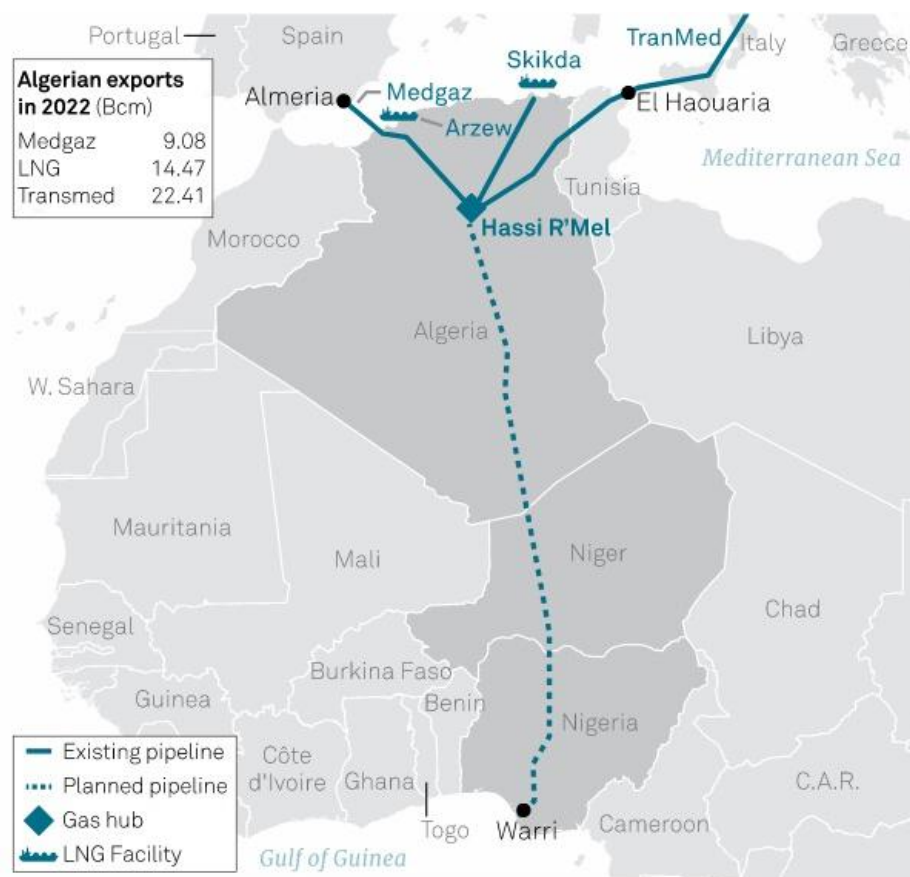 Portugal
Spain
TranMed
Italy
Greece
Skikda
Algerian exports
in 2022 (Bcm)
Medgaz 9.08
LNG 14.47
Transmed 22.41
Almeria
Medgaz
Arzew
El Haouaria
Mediterranean Sea
Tunisia
Hassi R'Mel
Morocco
Algeria
Libya
W. Sahara
Mauritania
Mali
Niger
Chad
Senegal
Burkina Faso
Benin
Guinea
Nigeria
Existing pipeline
Planned pipeline
Gas hub
LNG Facility
Côte
d'Ivoire
Ghana
Togo
Warri
Cameroon
C.A.R.
Gulf of Guinea